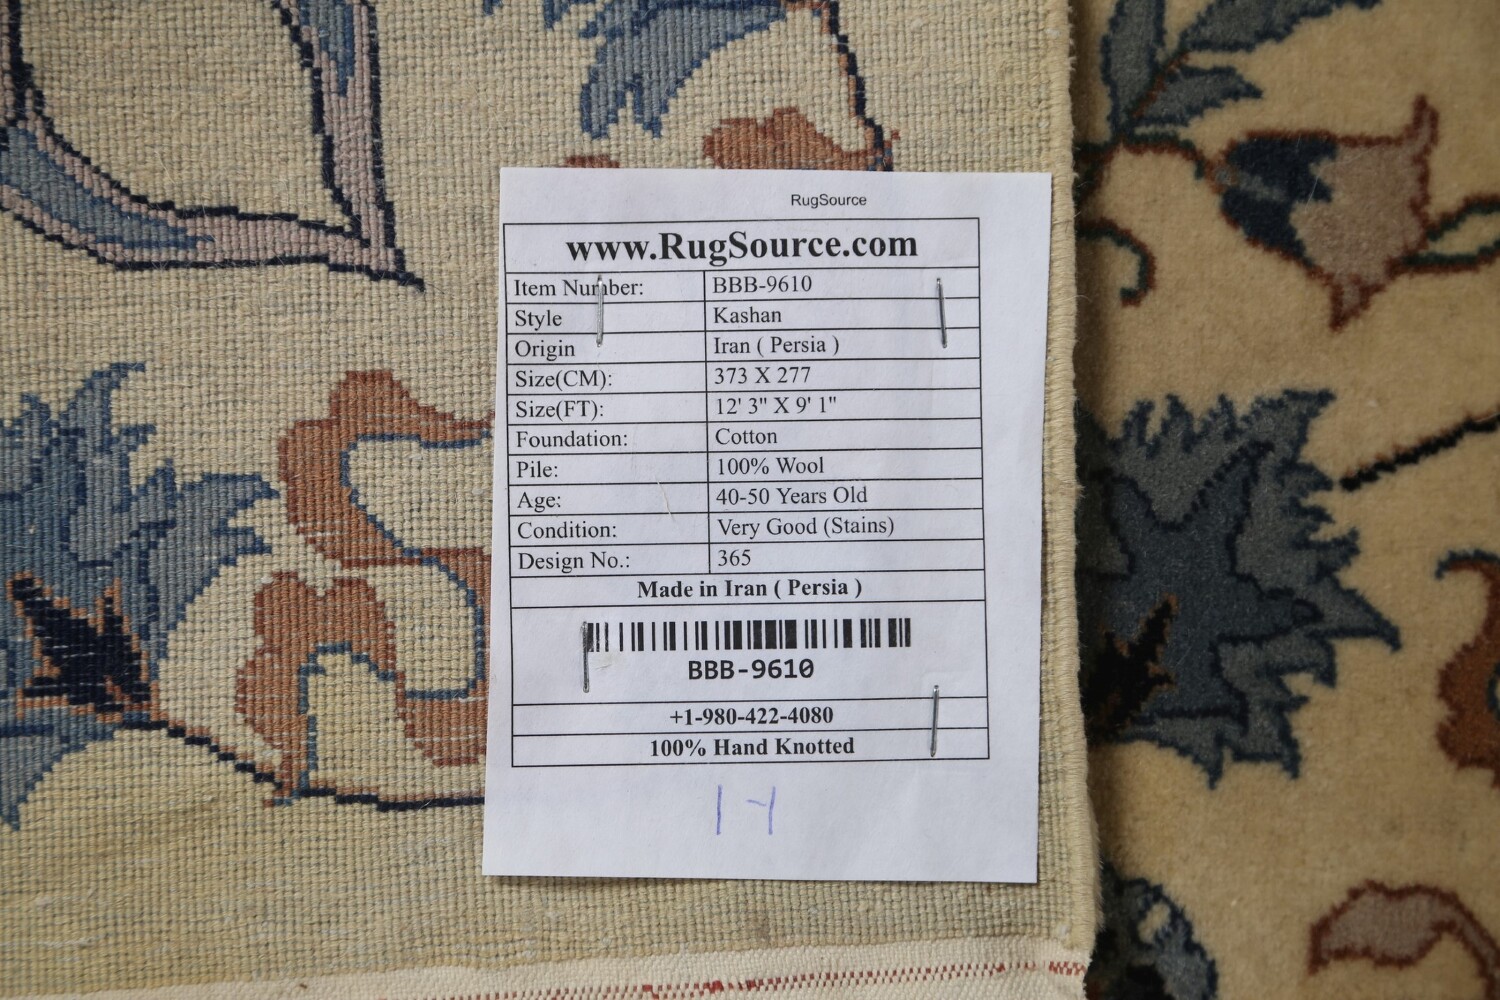 RugSource
www.RugSource.com
Item Number: BBB-9610
Style Kashan
Origin Iran ( Persia )
Size(CM): 373 X 277
Size(FT): 12' 3" X 9' 1"
Foundation: Cotton
Pile: 100% Wool
Age: 40-50 Years Old
Condition: Very Good (Stains)
Design No.: 365
Made in Iran ( Persia )
BBB-9610
+1-980-422-4080
100% Hand Knotted